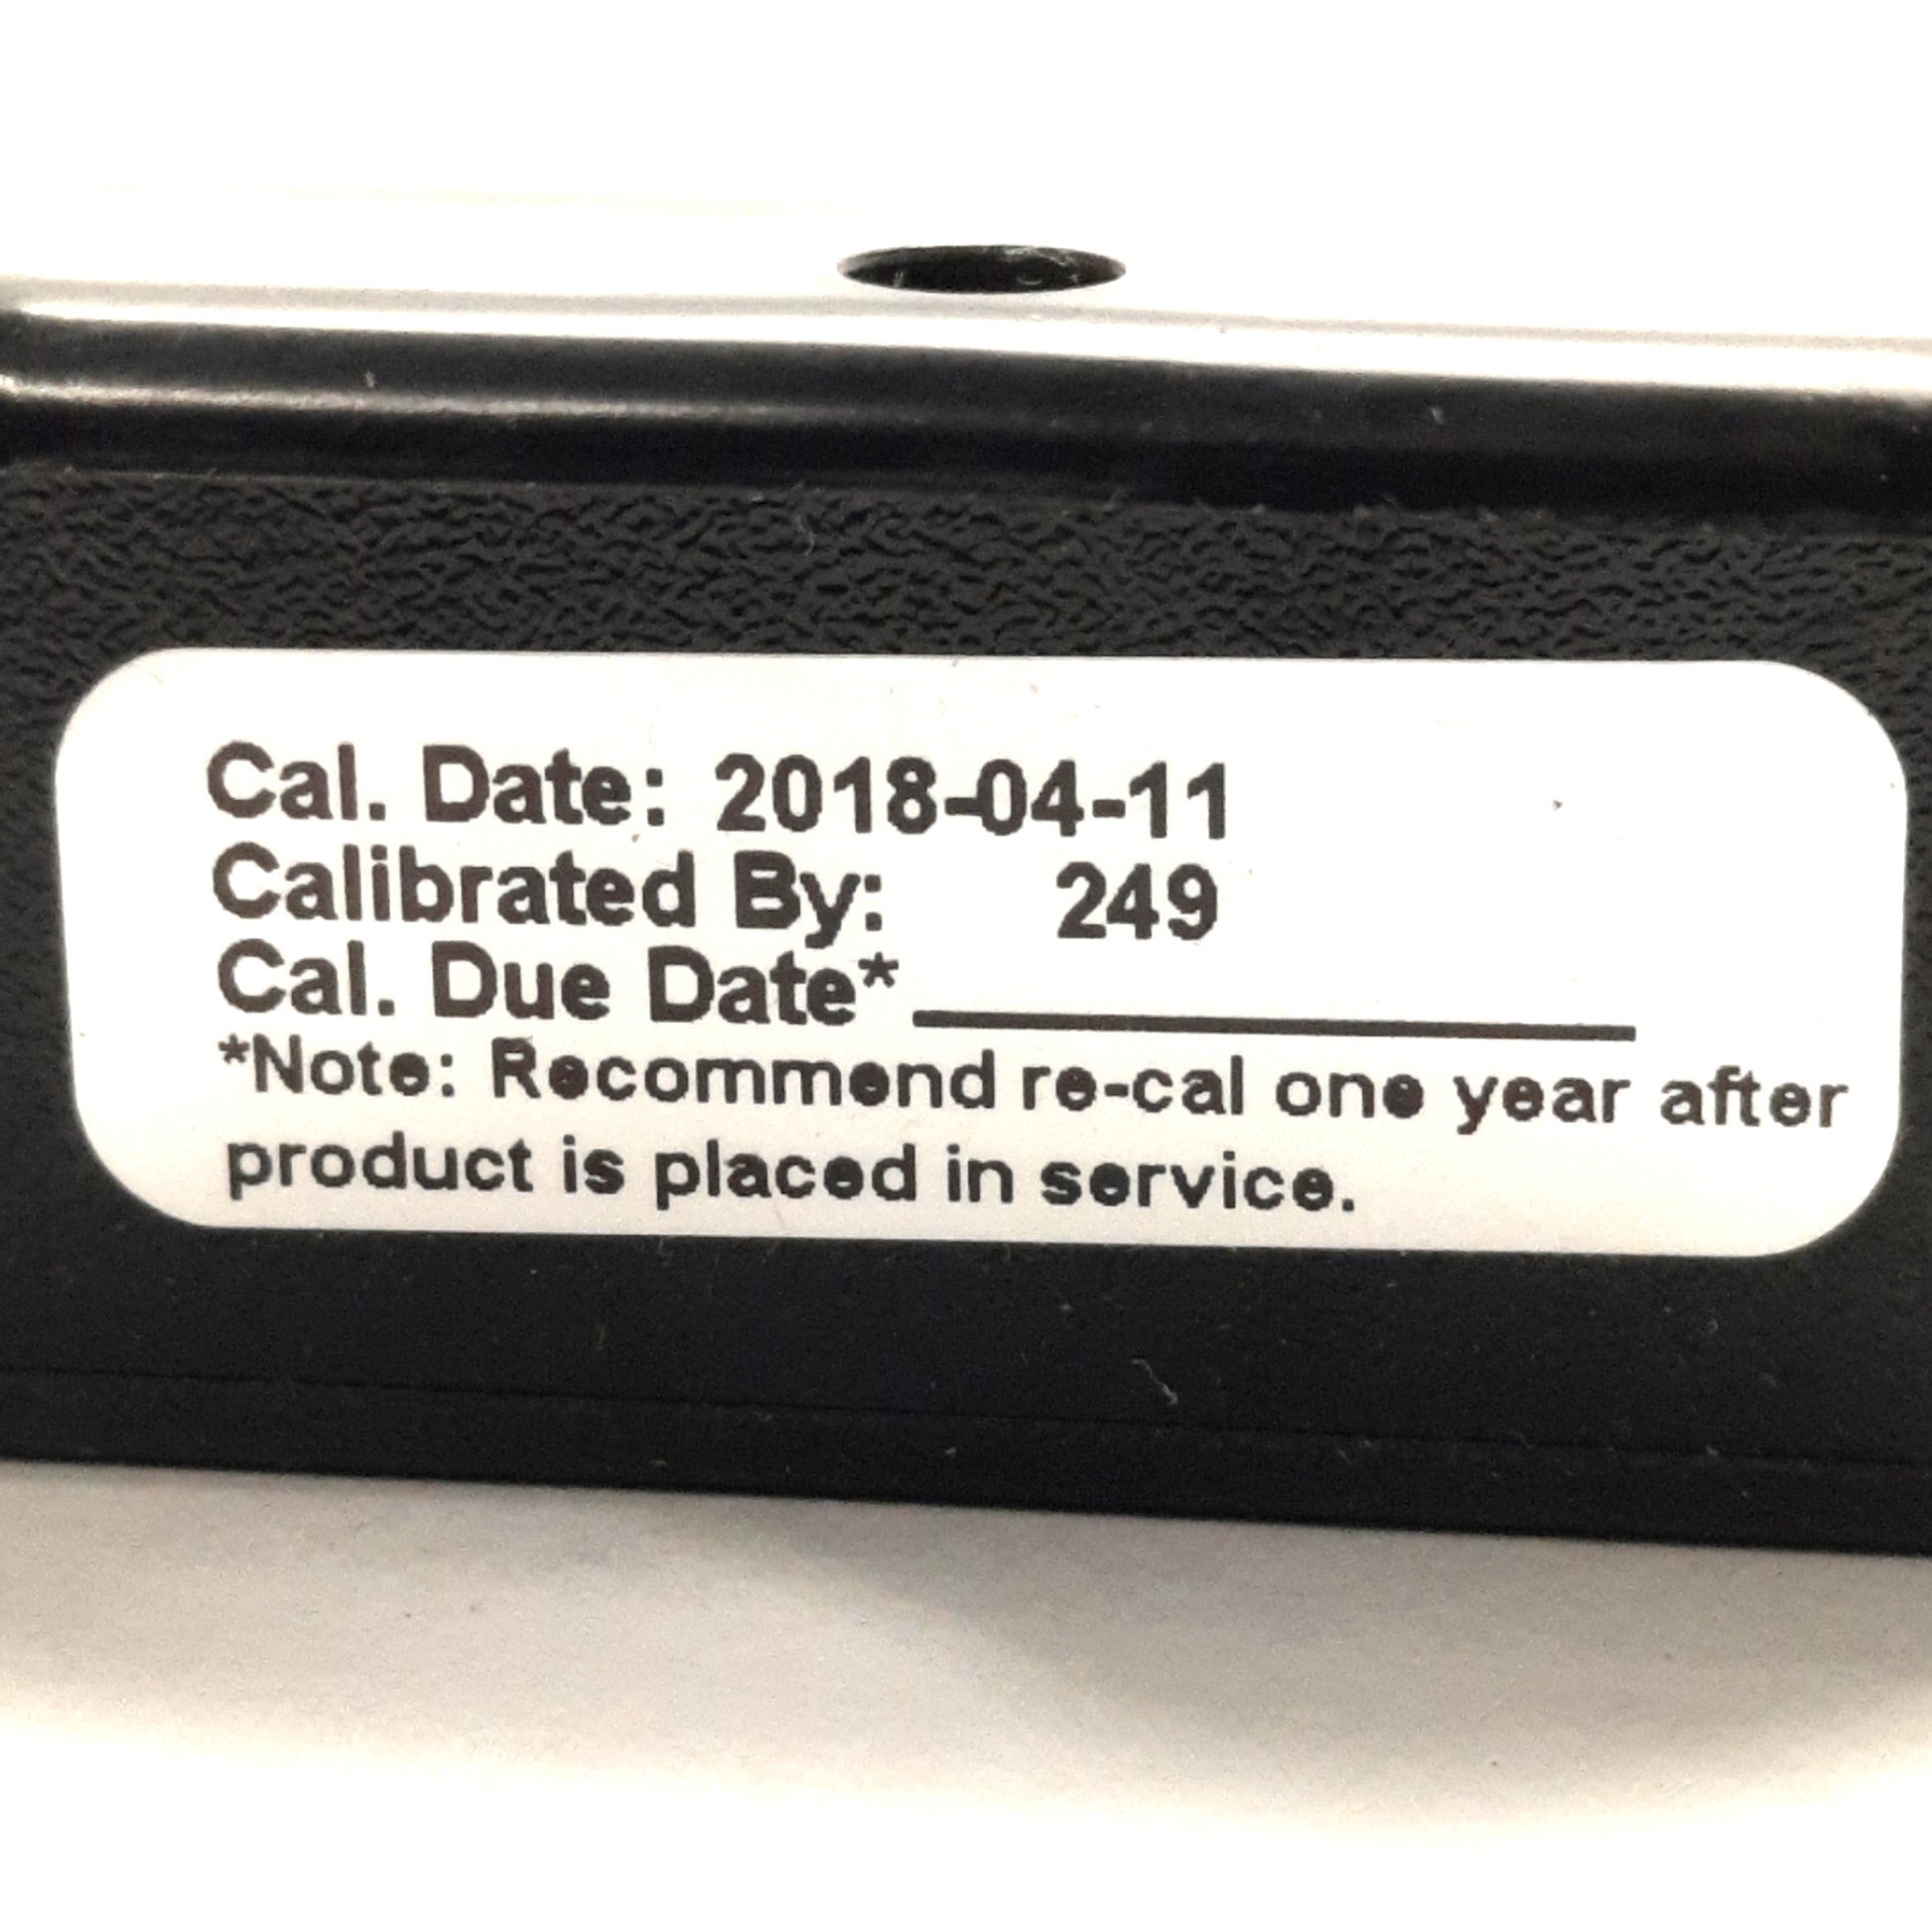 Cal. Date: 2018-04-11
Calibrated By: 249
Cal. Due Date*__________
*Note: Recommend re-cal one year after
product is placed in service.